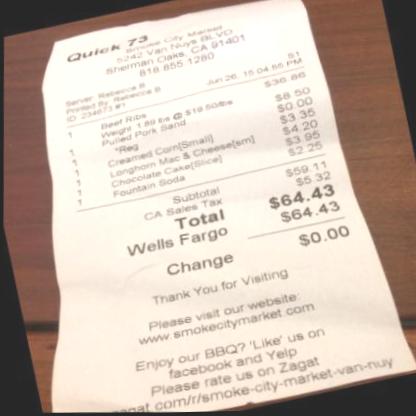 Quick 73
Smoke City Market
5242 Van Nuys BLVD
Sherman Oaks, CA 91401
818.855.1280
Server: Rebecca B
Printed By: Rebecca B
S1
ID: 234673 #1
Jun 26, 15 04:55 PM
1 Beef Ribs $36.86
Weight 1.89 lbs @ $19.50/lbs
1 Pulled Pork Sand $8.50
*Reg $0.00
1 Creamed Corn[Small] $3.35
1 Longhorn Mac & Cheese[sm] $4.20
1 Chocolate Cake[Slice] $3.95
1 Fountain Soda $2.25
Subtotal $59.11
CA Sales Tax $5.32
Total $64.43
Wells Fargo $64.43
Change $0.00
Thank You for Visiting
Please visit our website:
www.smokecitymarket.com
Enjoy our BBQ? 'Like' us on
facebook and Yelp
Please rate us on Zagat
zagat.com/r/smoke-city-market-van-nuy